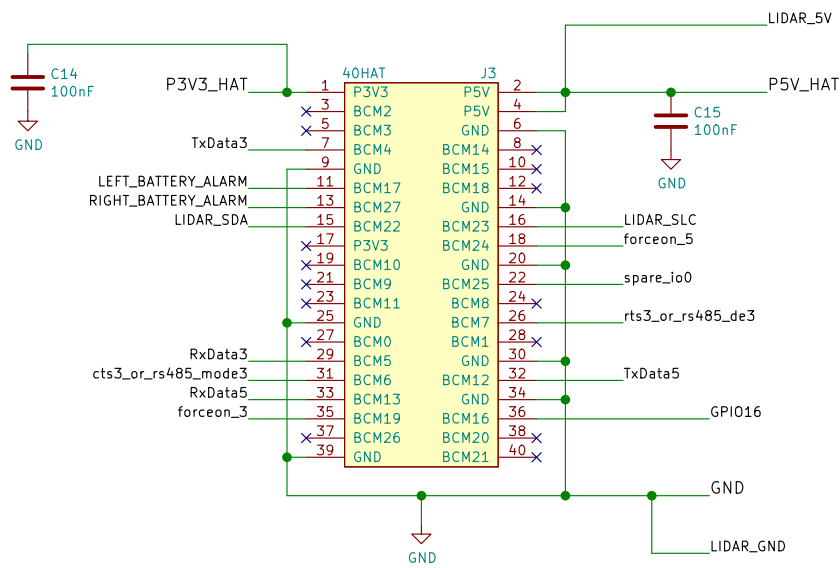 LIDAR_5V
C14
100nF
GND
40HAT
J3
P3V3_HAT
1
P3V3
P5V
2
P5V_HAT
3
BCM2
P5V
4
C15
100nF
GND
5
BCM3
GND
6
TxData3
7
BCM4
BCM14
8
9
GND
BCM15
10
LEFT_BATTERY_ALARM
11
BCM17
BCM18
12
RIGHT_BATTERY_ALARM
13
BCM27
GND
14
LIDAR_SDA
15
BCM22
BCM23
16
LIDAR_SLC
17
P3V3
BCM24
18
forceon_5
19
BCM10
GND
20
21
BCM9
BCM25
22
spare_io0
23
BCM11
BCM8
24
25
GND
BCM7
26
rts3_or_rs485_de3
27
BCM0
BCM1
28
RxData3
29
BCM5
GND
30
cts3_or_rs485_mode3
31
BCM6
BCM12
32
TxData5
RxData5
33
BCM13
GND
34
forceon_3
35
BCM19
BCM16
36
GPIO16
37
BCM26
BCM20
38
39
GND
BCM21
40
GND
GND
LIDAR_GND